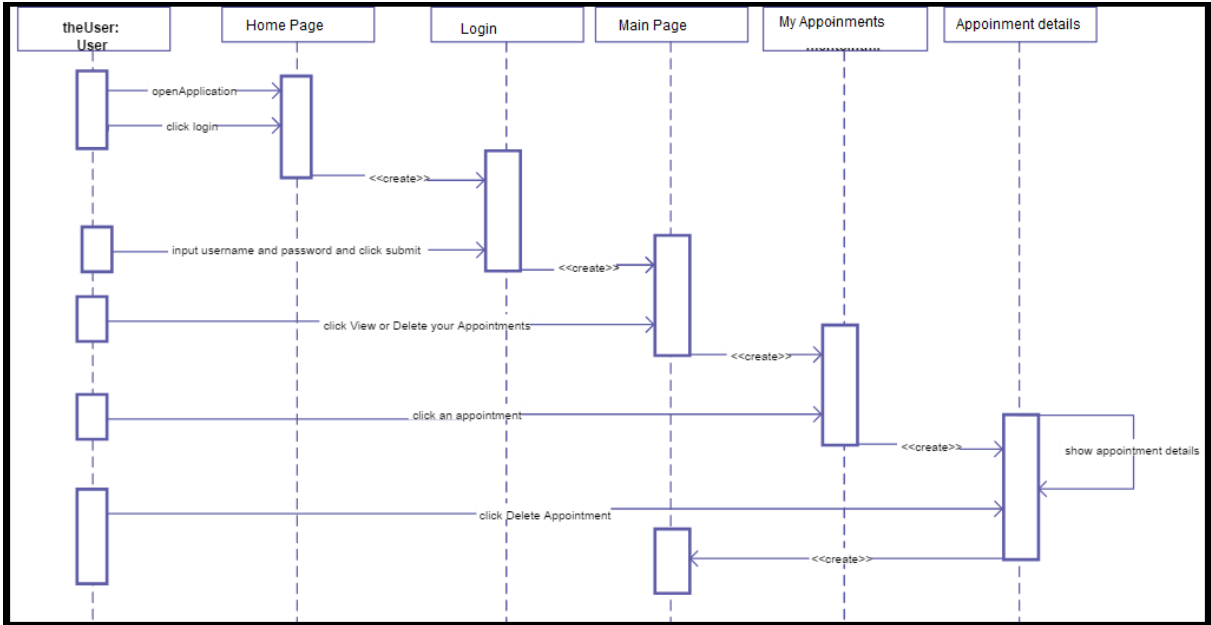 theUser:
User
Home Page
Login
Main Page
My Appoinments
Appoinment details
openApplication
click login
<<create>>
input username and password and click submit
<<create>>
click View or Delete your Appointments
<<create>>
click an appointment
<<create>>
show appointment details
click Delete Appointment
<<create>>